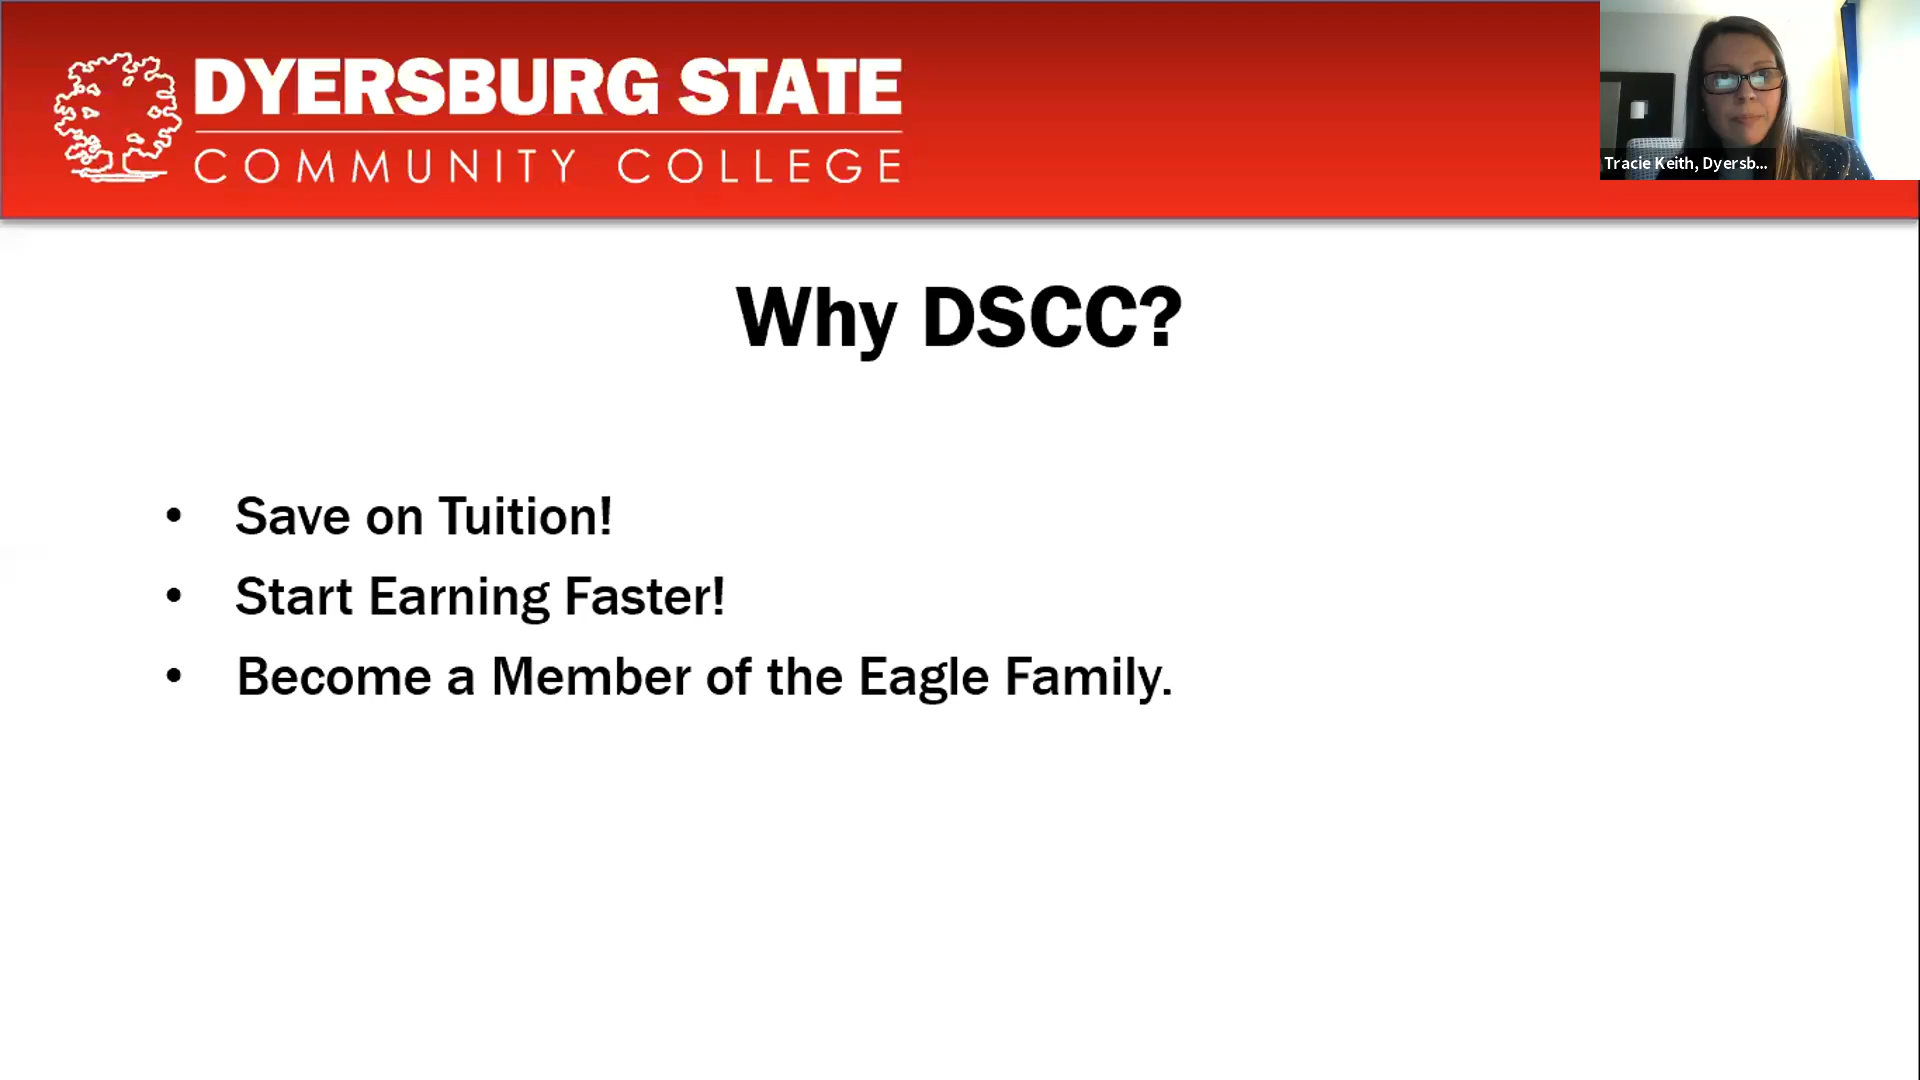 DYERSBURG STATE
COMMUNITY COLLEGE
Tracie Keith, Dyersb...
Why DSCC?
• Save on Tuition!
• Start Earning Faster!
• Become a Member of the Eagle Family.